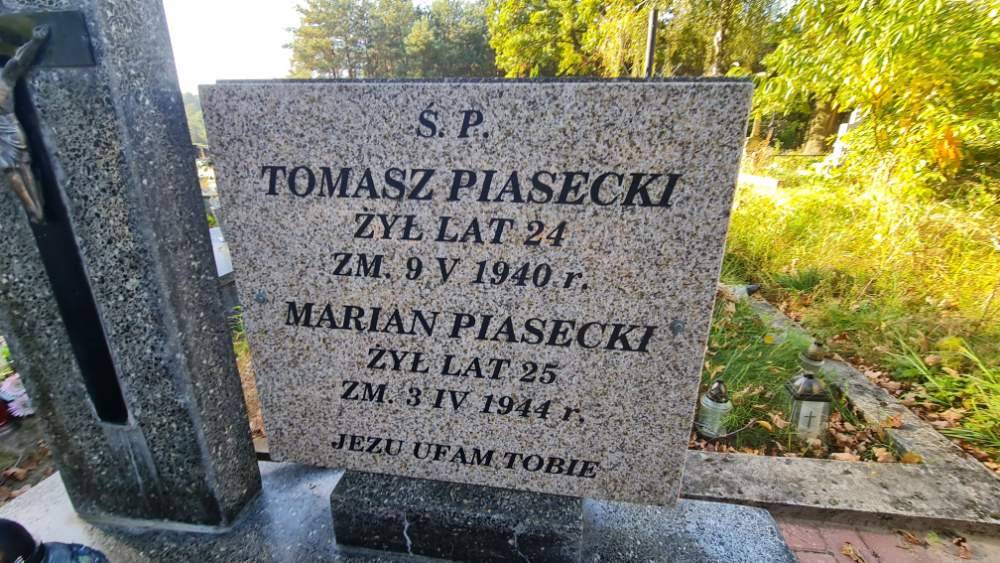 Ś. P.
TOMASZ PIASECKI
ŻYŁ LAT 24
ZM. 9 V 1940 r.
MARIAN PIASECKI
ŻYŁ LAT 25
ZM. 3 IV 1944 r.
JEZU UFAM TOBIE